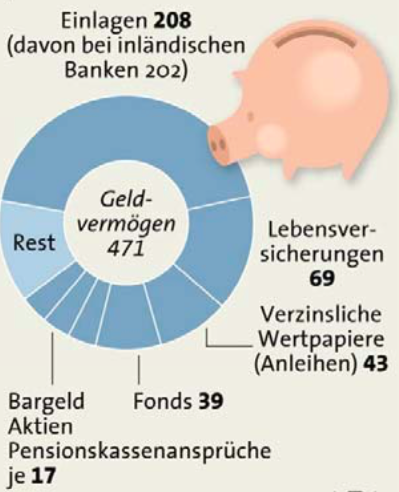 Einlagen 208
(davon bei inländischen
Banken 202)
Geld-
vermögen
471
Rest
Lebensver-
sicherungen
69
Verzinsliche
Wertpapiere
(Anleihen) 43
Fonds 39
Bargeld
Aktien
Pensionskassenansprüche
je 17